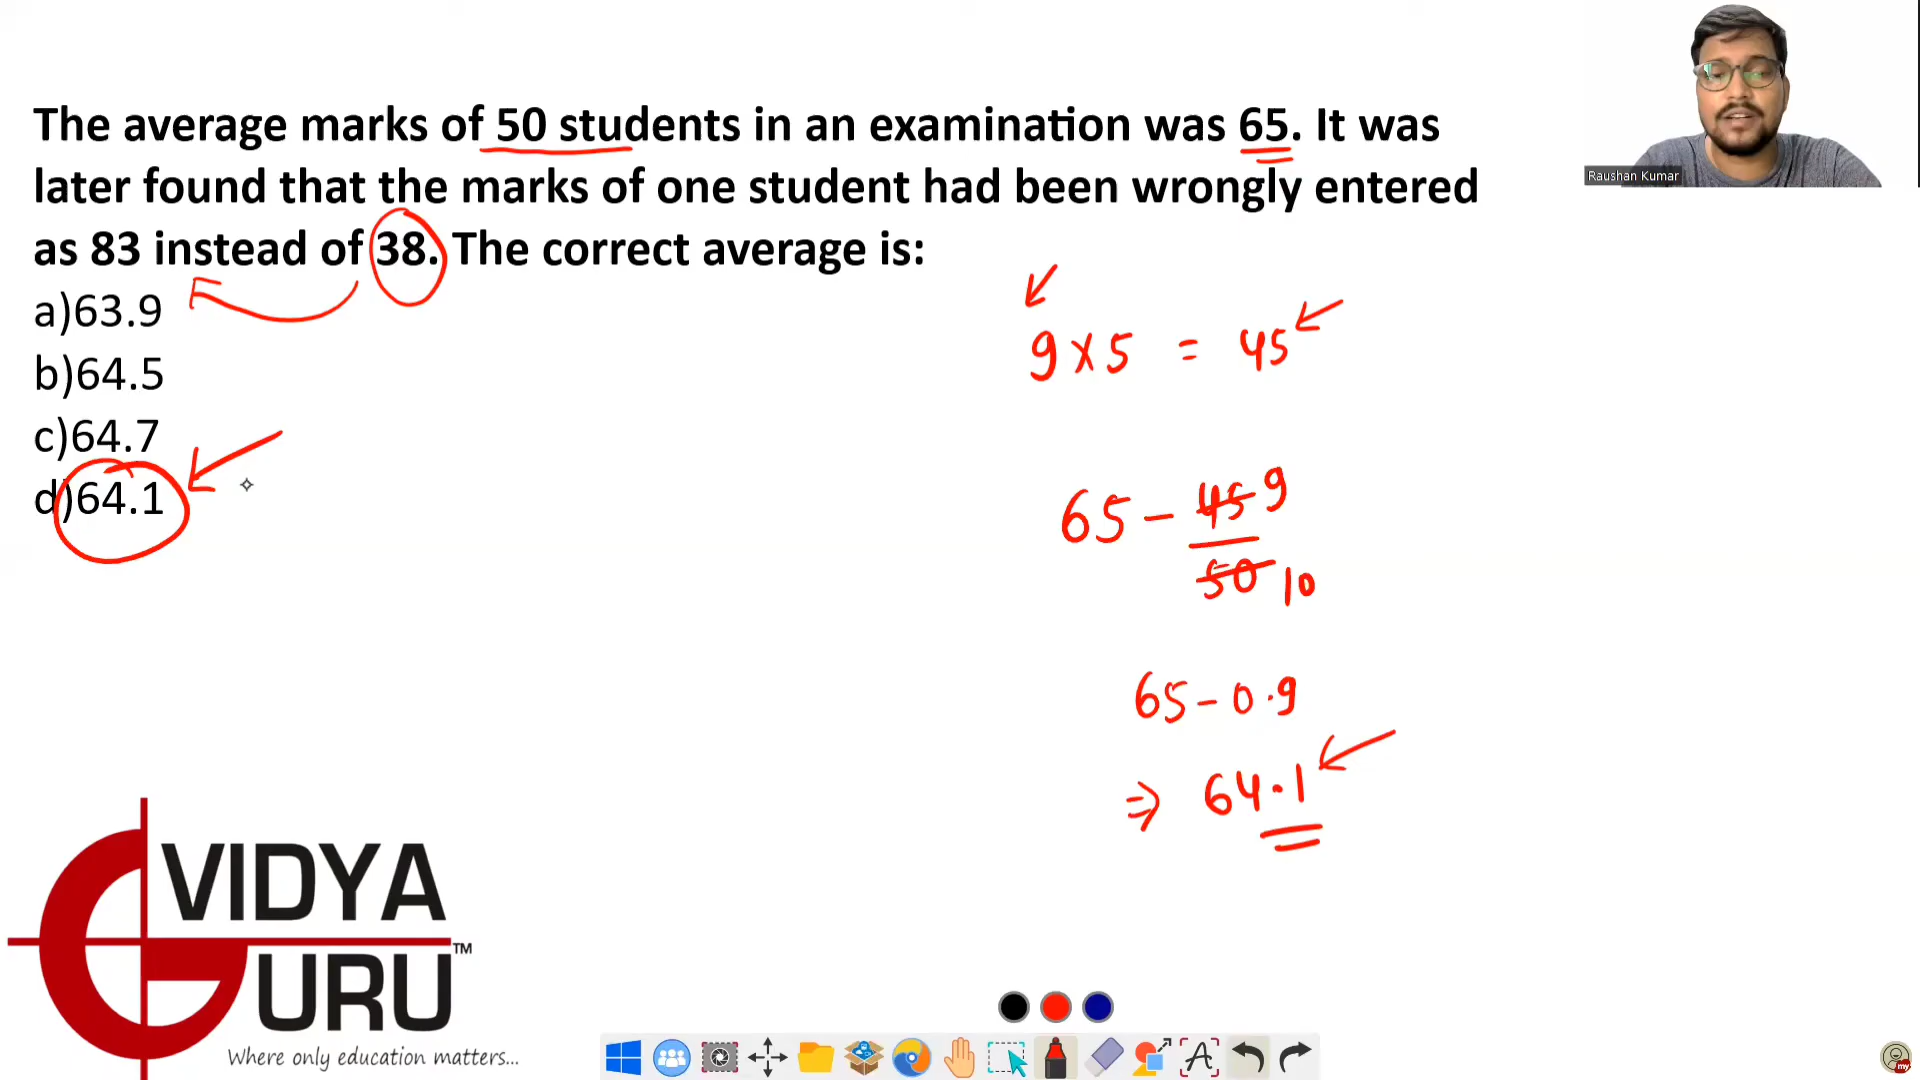 The average marks of 50 students in an examination was 65. It was
later found that the marks of one student had been wrongly entered
as 83 instead of 38. The correct average is:
a)63.9
b)64.5
c)64.7
d)64.1
9 x 5 = 45
65 - 45 9
50 10
65 - 0.9
⇒ 64.1
Raushan Kumar
VIDYA
GURU™
Where only education matters...
A
my